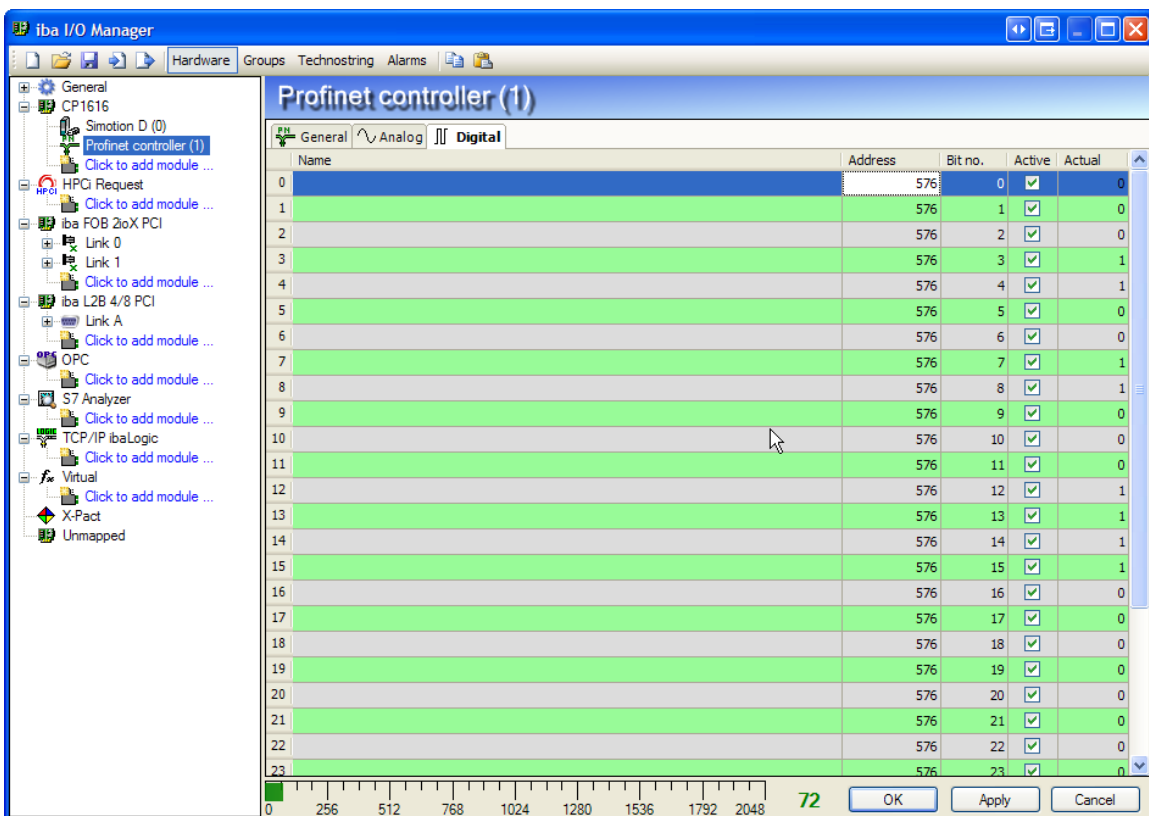 iba I/O Manager
Hardware Groups Technostring Alarms
General
CP1616
Simotion D (0)
Profinet controller (1)
Click to add module ...
HPCi Request
Click to add module ...
iba FOB 2ioX PCI
Link 0
Link 1
Click to add module ...
iba L2B 4/8 PCI
Link A
Click to add module ...
OPC
Click to add module ...
S7 Analyzer
Click to add module ...
TCP/IP ibaLogic
Click to add module ...
Virtual
Click to add module ...
X-Pact
Unmapped
Profinet controller (1)
General Analog Digital
Name Address Bit no. Active Actual
0 576 0 0
1 576 1 0
2 576 2 0
3 576 3 1
4 576 4 1
5 576 5 0
6 576 6 0
7 576 7 1
8 576 8 1
9 576 9 0
10 576 10 0
11 576 11 0
12 576 12 1
13 576 13 1
14 576 14 1
15 576 15 1
16 576 16 0
17 576 17 0
18 576 18 0
19 576 19 0
20 576 20 0
21 576 21 0
22 576 22 0
23 576 23 0
0 256 512 768 1024 1280 1536 1792 2048
72 OK Apply Cancel